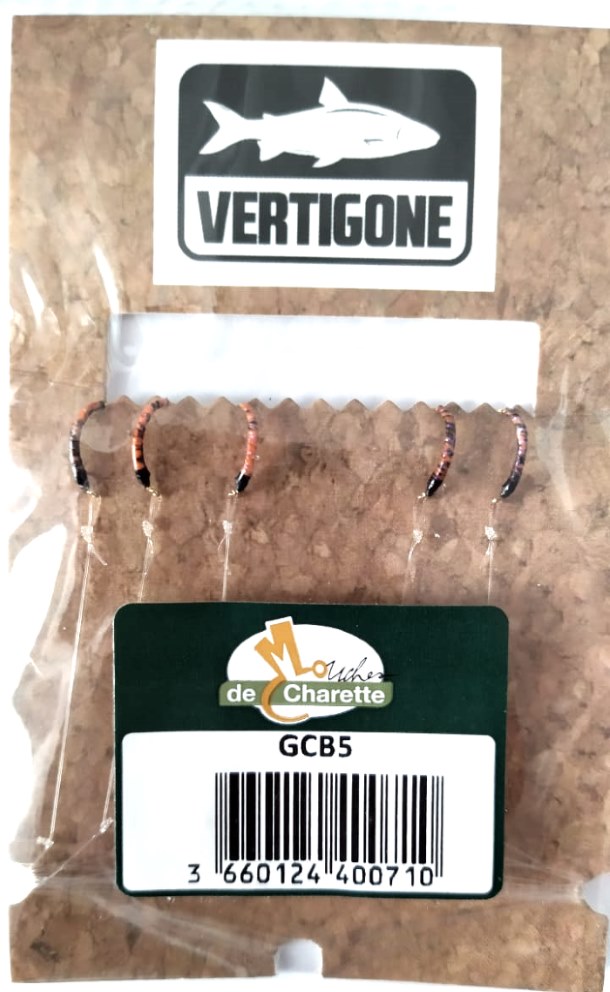 VERTIGONE
Mouches
de Charette
GCB5
3 660124 400710